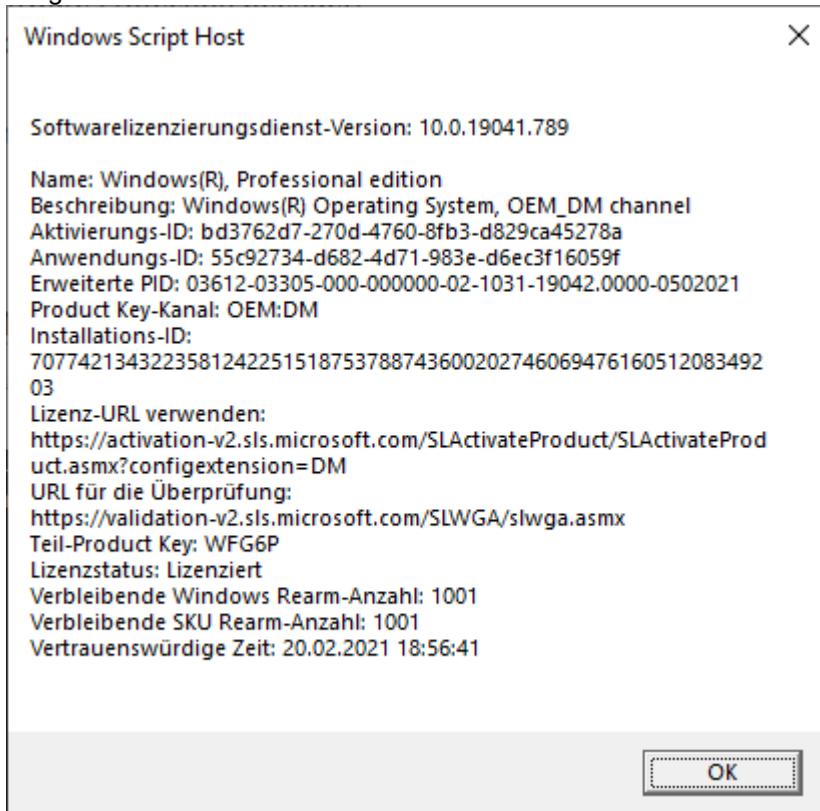 Windows Script Host
Softwarelizenzierungsdienst-Version: 10.0.19041.789
Name: Windows(R), Professional edition
Beschreibung: Windows(R) Operating System, OEM_DM channel
Aktivierungs-ID: bd3762d7-270d-4760-8fb3-d829ca45278a
Anwendungs-ID: 55c92734-d682-4d71-983e-d6ec3f16059f
Erweiterte PID: 03612-03305-000-000000-02-1031-19042.0000-0502021
Product Key-Kanal: OEM:DM
Installations-ID:
7077421343223581242251518753788743600202746069476160512083492
03
Lizenz-URL verwenden:
https://activation-v2.sls.microsoft.com/SLActivateProduct/SLActivateProd
uct.asmx?configextension=DM
URL für die Überprüfung:
https://validation-v2.sls.microsoft.com/SLWGA/slwga.asmx
Teil-Product Key: WFG6P
Lizenzstatus: Lizenziert
Verbleibende Windows Rearm-Anzahl: 1001
Verbleibende SKU Rearm-Anzahl: 1001
Vertrauenswürdige Zeit: 20.02.2021 18:56:41
OK